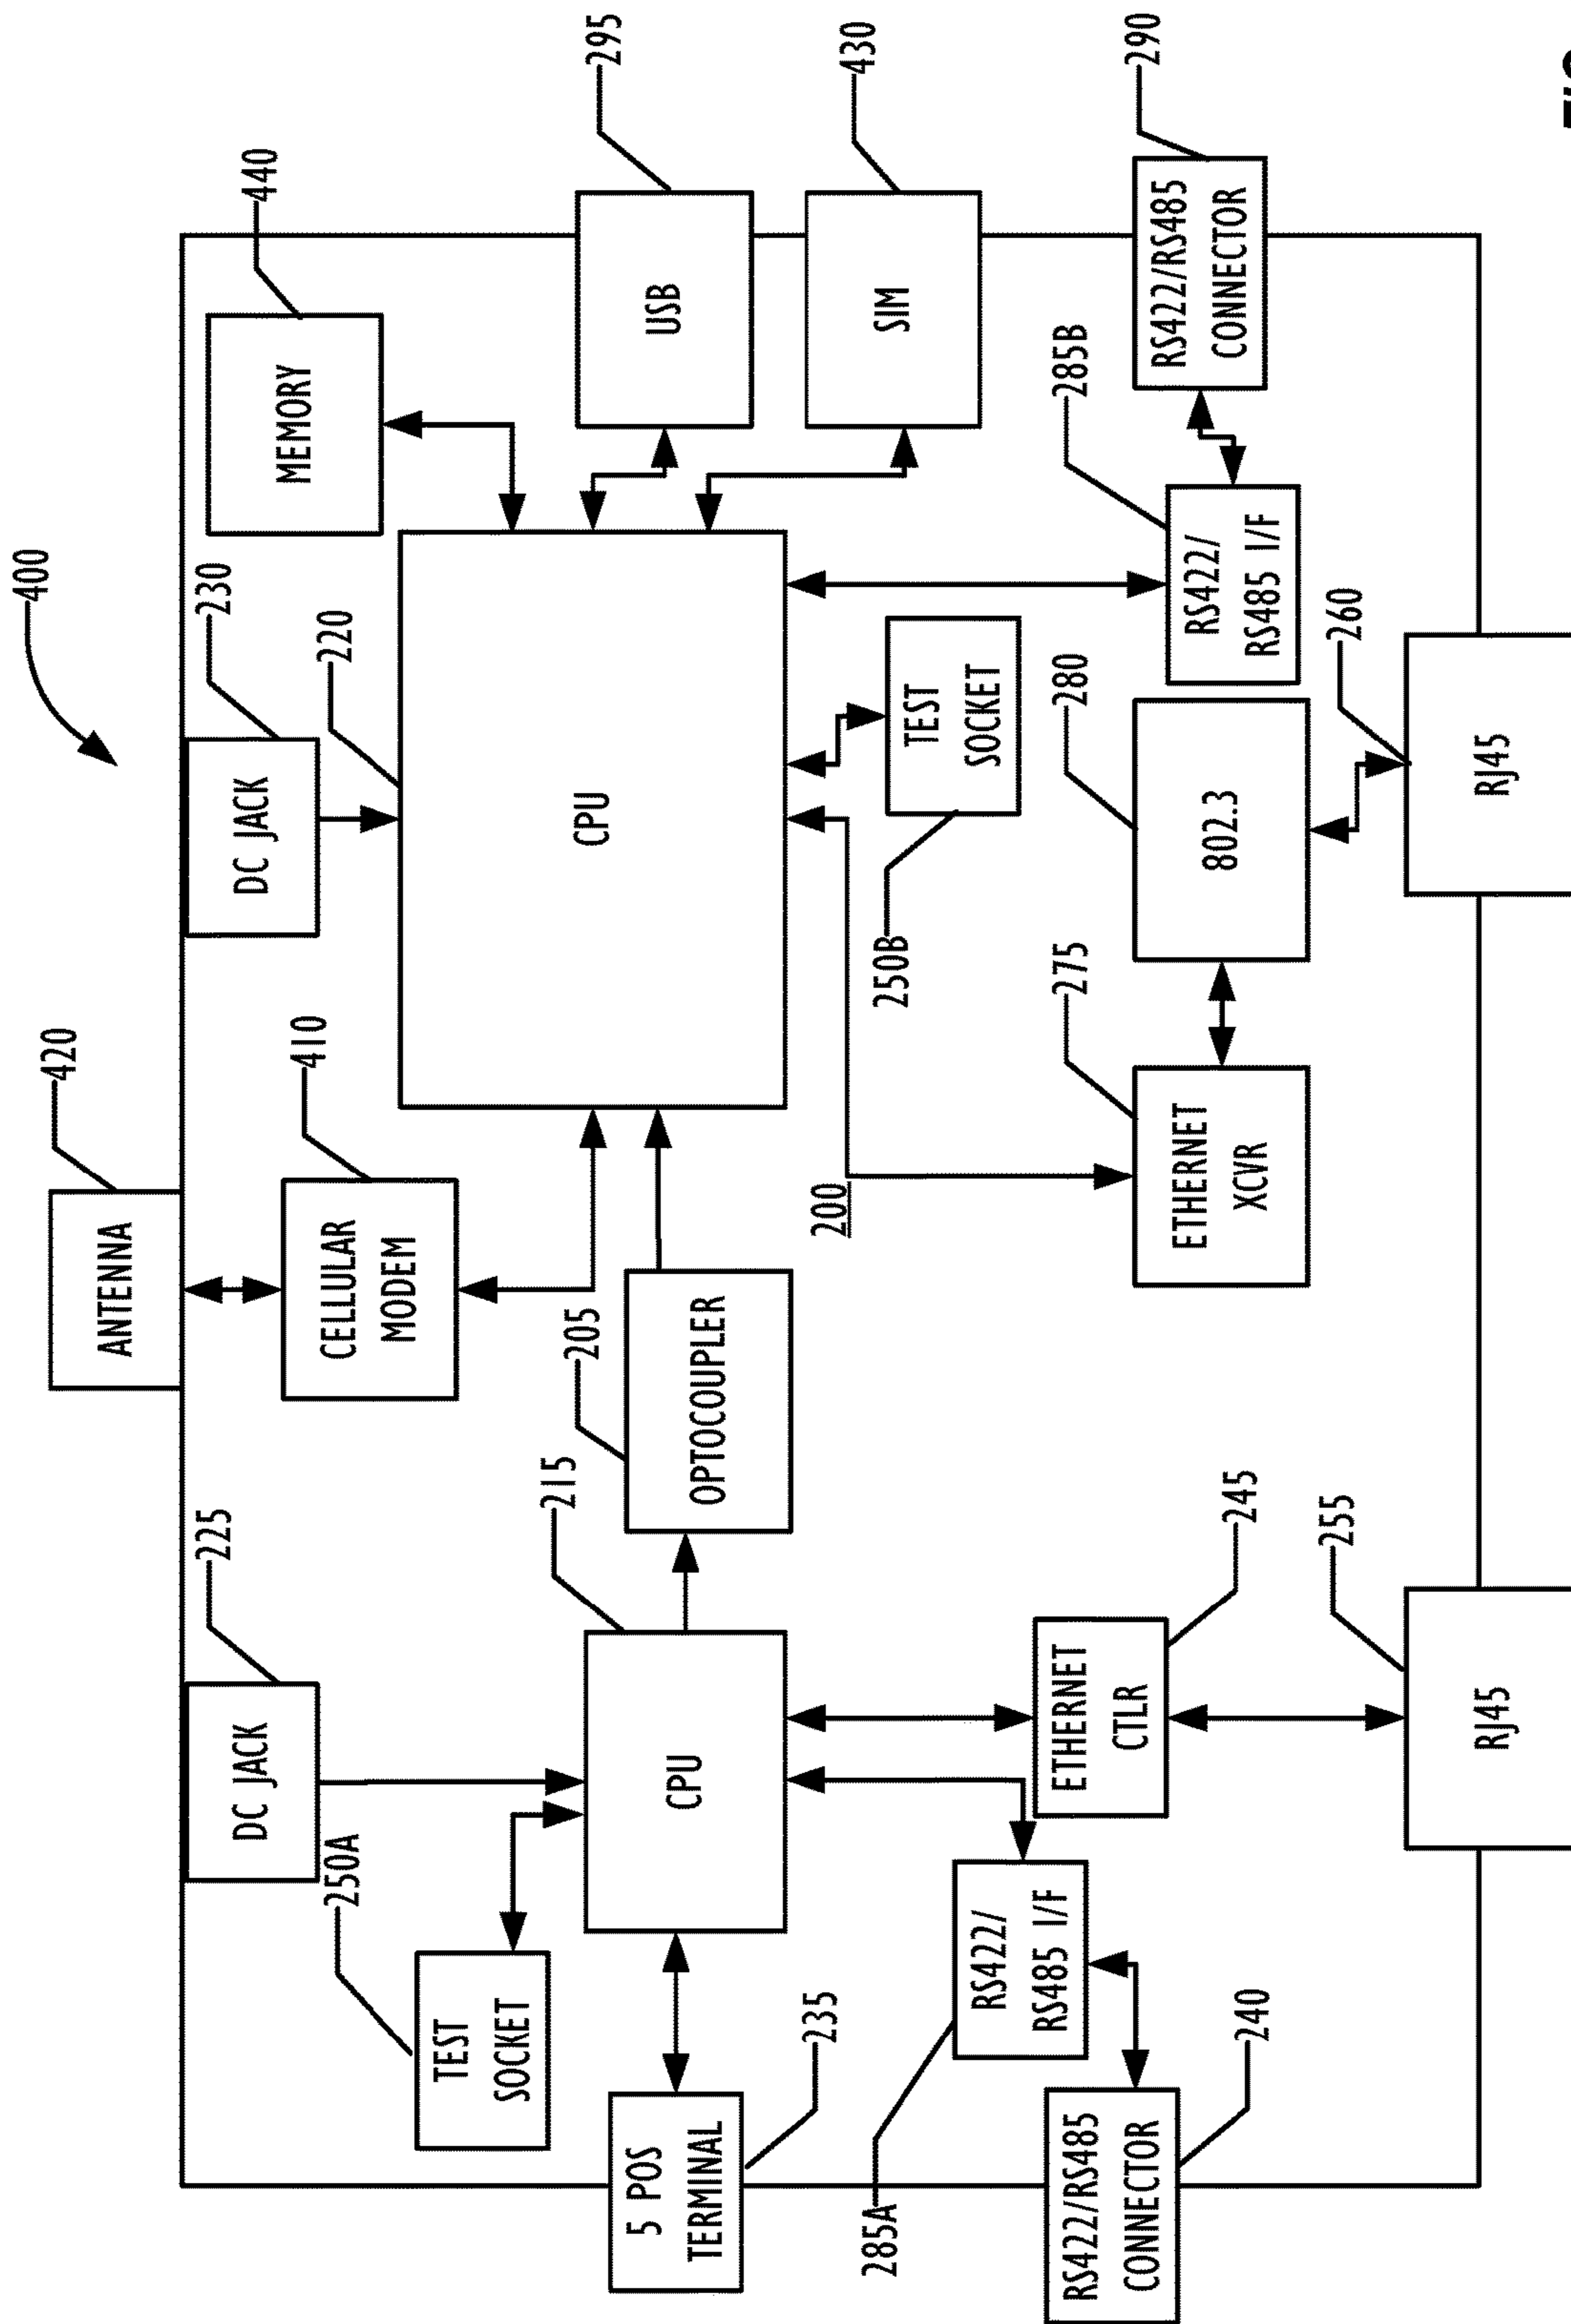 400
420
ANTENNA
225
230
440
DC JACK
DC JACK
MEMORY
250A
410
220
CELLULAR
MODEM
TEST
SOCKET
215
205
295
5 POS
TERMINAL
CPU
OPTOCOUPLER
CPU
USB
235
200
430
SIM
285A
250B
TEST
SOCKET
RS422/
RS485 I/F
ETHERNET
CTLR
275
280
285B
290
RS422/RS485
CONNECTOR
240
245
ETHERNET
XCVR
802.3
RS422/
RS485 I/F
RS422/RS485
CONNECTOR
255
260
RJ45
RJ45
FIG